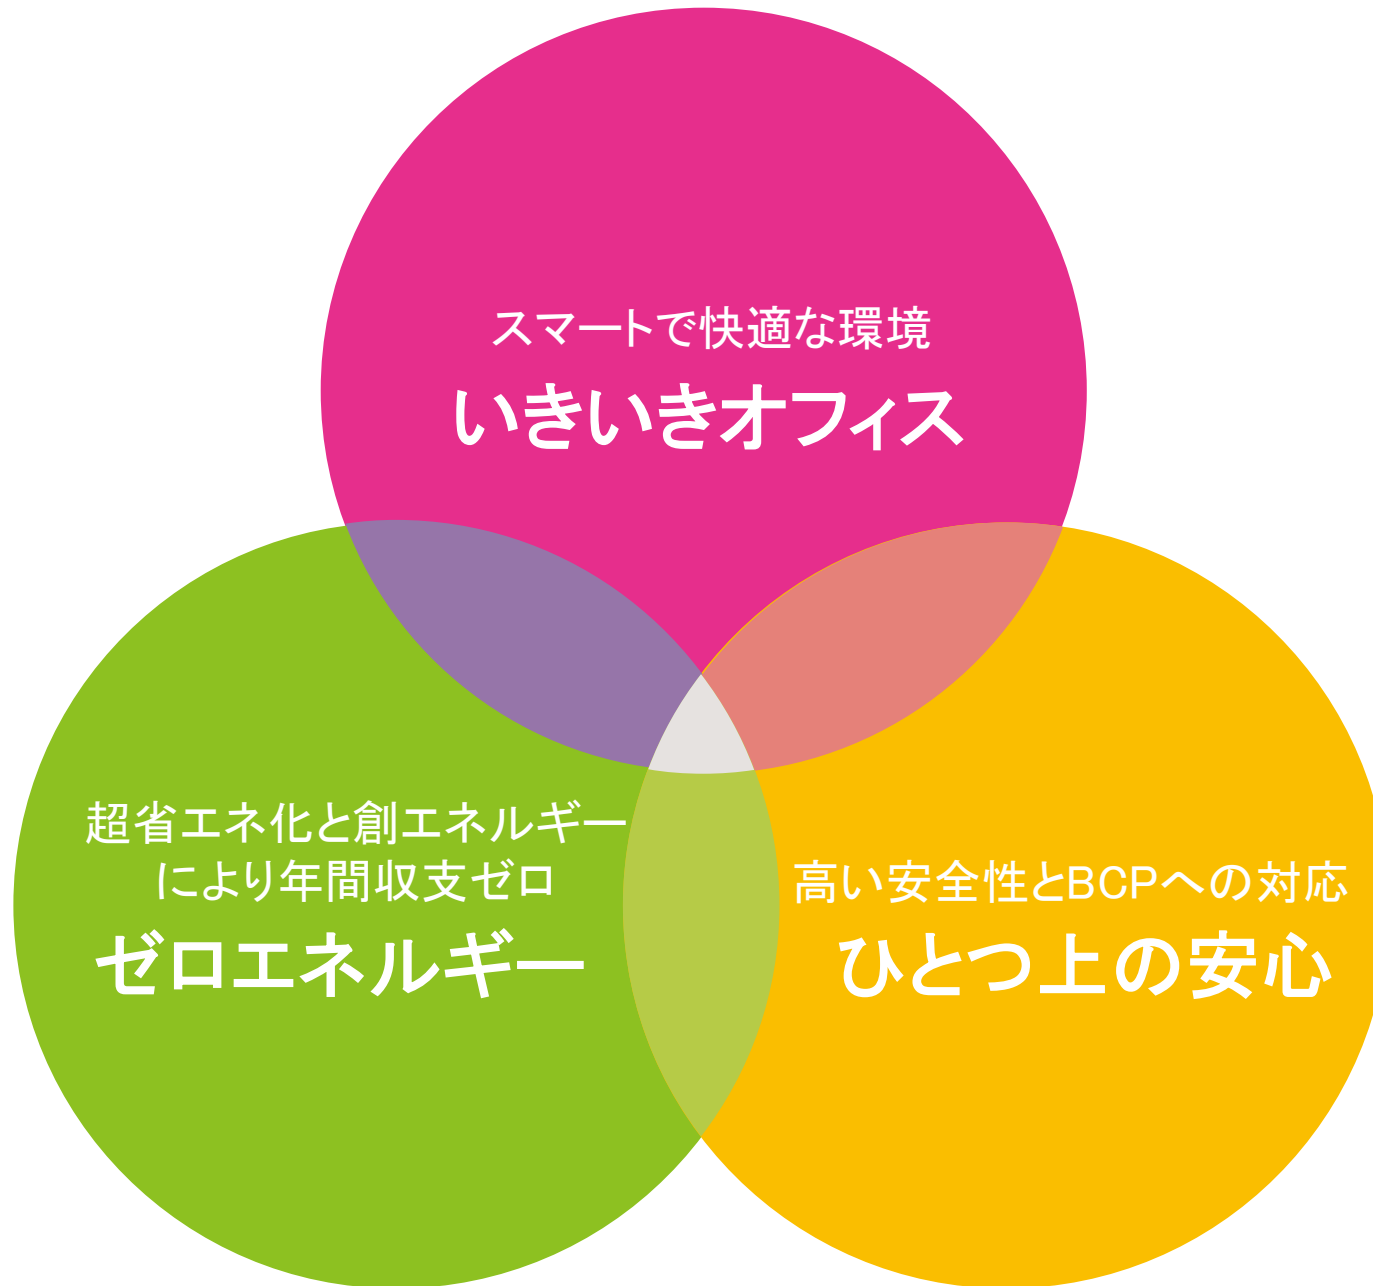 スマートで快適な環境
いきいきオフィス
超省エネ化と創エネルギー
により年間収支ゼロ
ゼロエネルギー
高い安全性とBCPへの対応
ひとつ上の安心